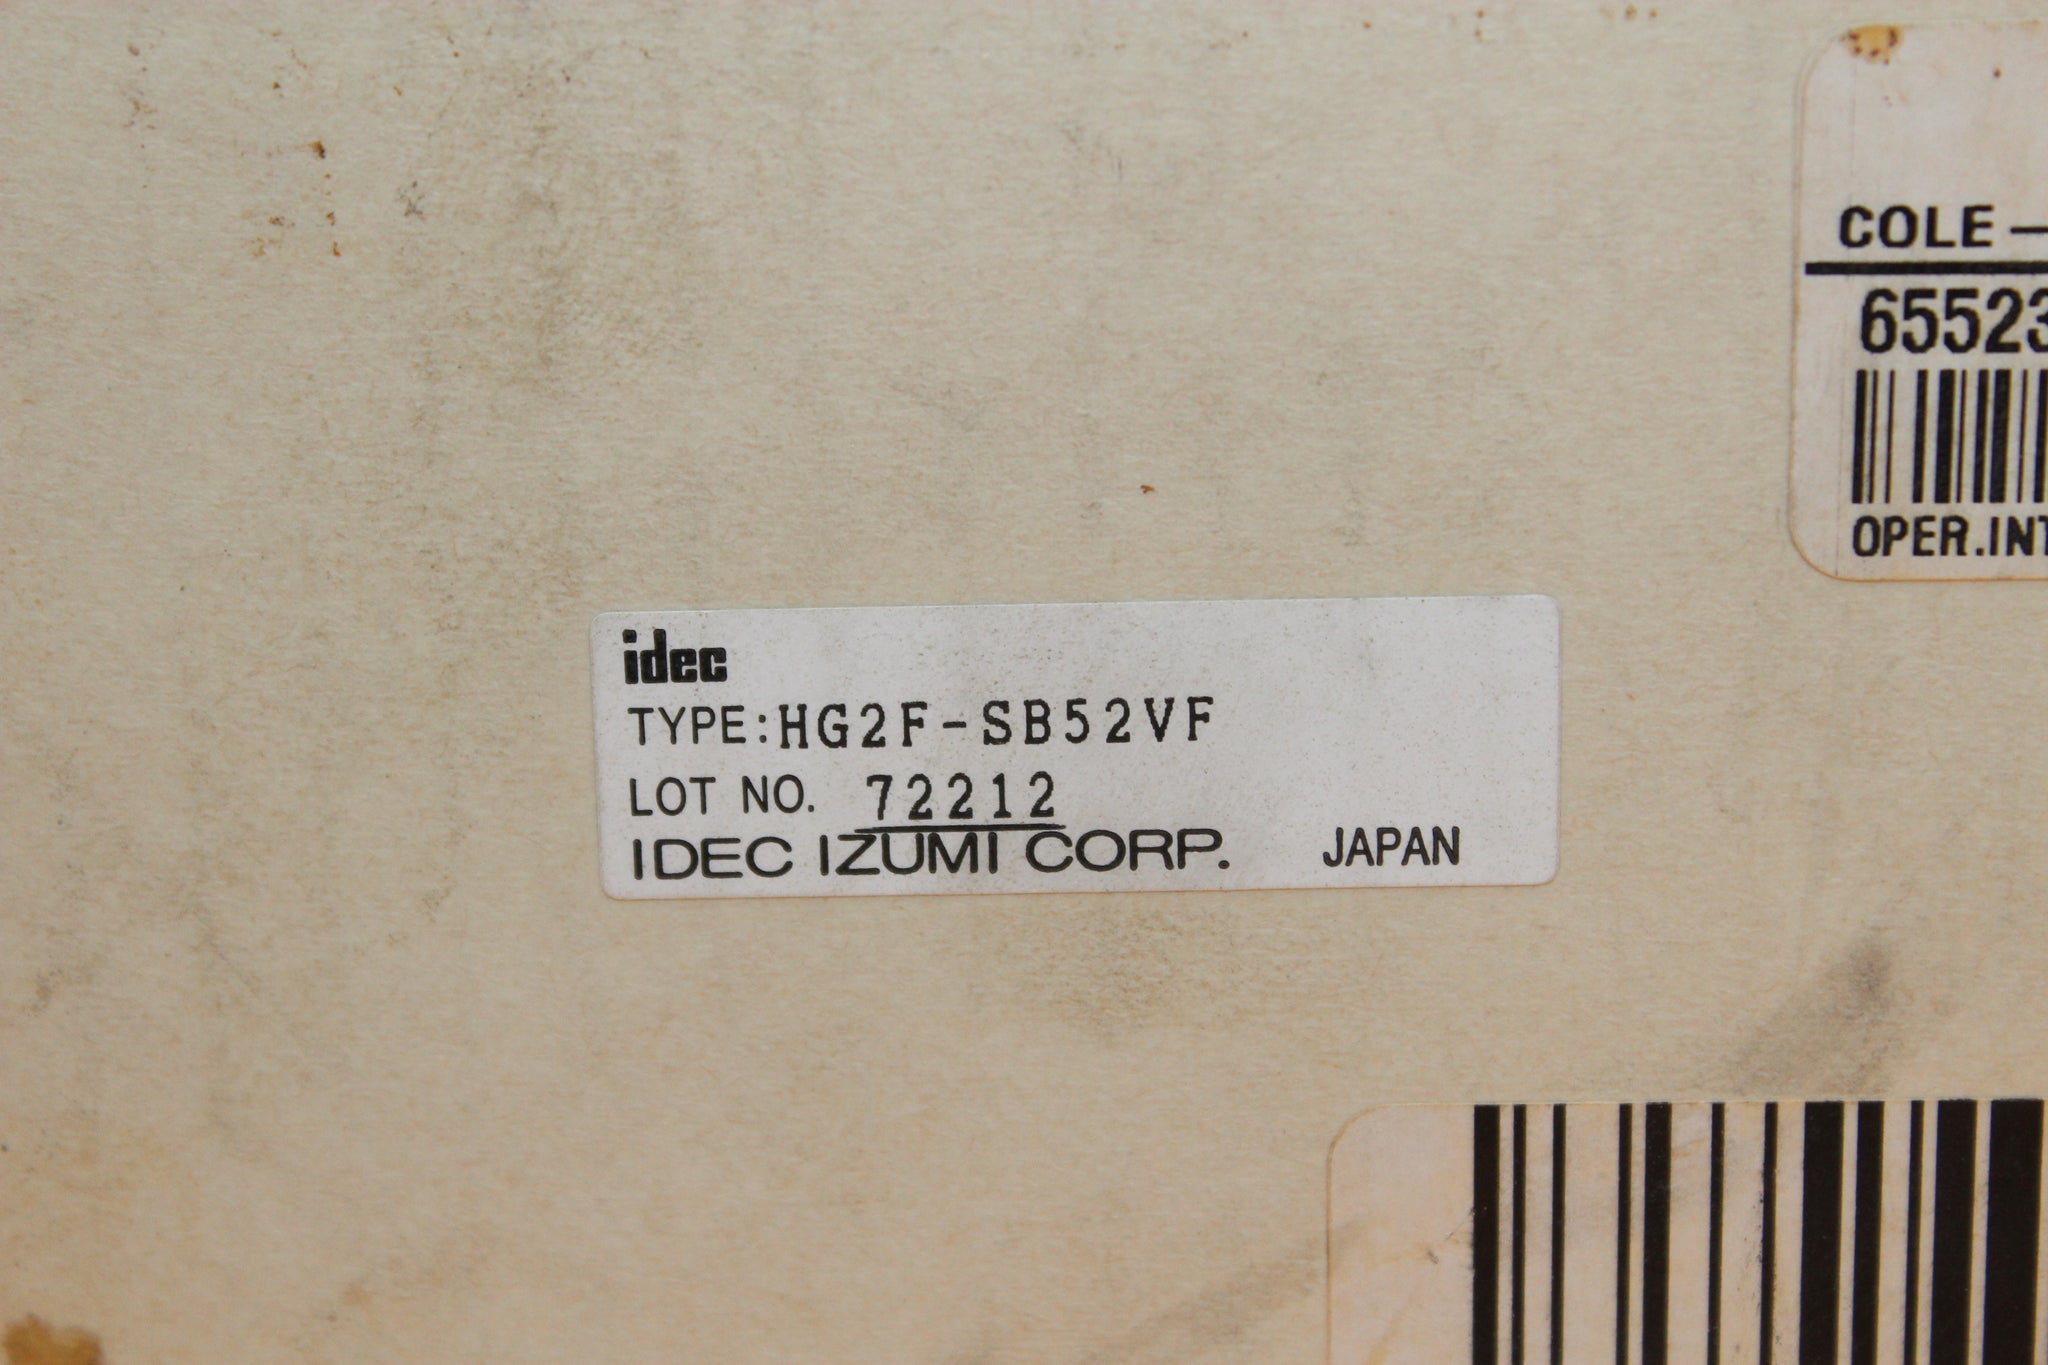 COLE —
65523
OPER.INT
idec
TYPE: HG2F-SB52VF
LOT NO. 72212
IDEC IZUMI CORP. JAPAN